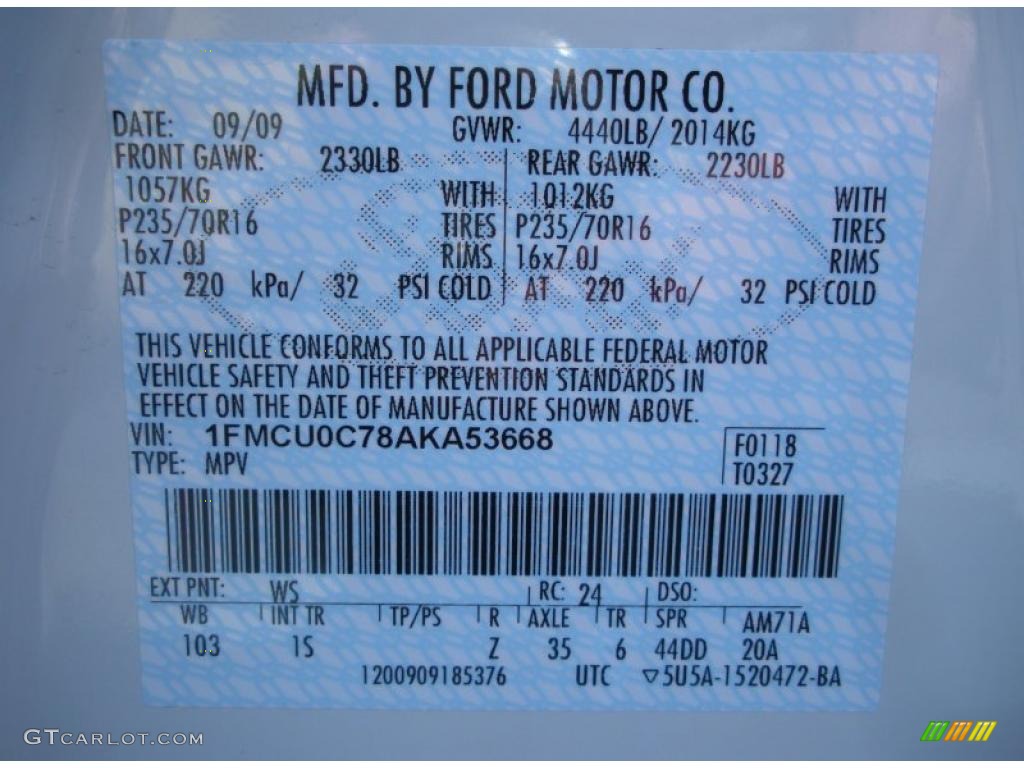 MFD. BY FORD MOTOR CO.
DATE: 09/09 GVWR: 4440LB/ 2014KG
FRONT GAWR: 2330LB REAR GAWR: 2230LB
1057KG WITH 1012KG WITH
P235/70R16 TIRES P235/70R16 TIRES
16x7.0J RIMS 16x7.0J RIMS
AT 220 kPa/ 32 PSI COLD AT 220 kPa/ 32 PSI COLD
THIS VEHICLE CONFORMS TO ALL APPLICABLE FEDERAL MOTOR
VEHICLE SAFETY AND THEFT PREVENTION STANDARDS IN
EFFECT ON THE DATE OF MANUFACTURE SHOWN ABOVE.
VIN: 1FMCU0C78AKA53668 F0118
TYPE: MPV T0327
EXT PNT: WS RC: 24 DSO:
WB INT TR TP/PS R AXLE TR SPR AM71A
103 1S Z 35 6 44DD 20A
1200909185376 UTC ▽5U5A-1520472-BA
GTCARLOT.COM